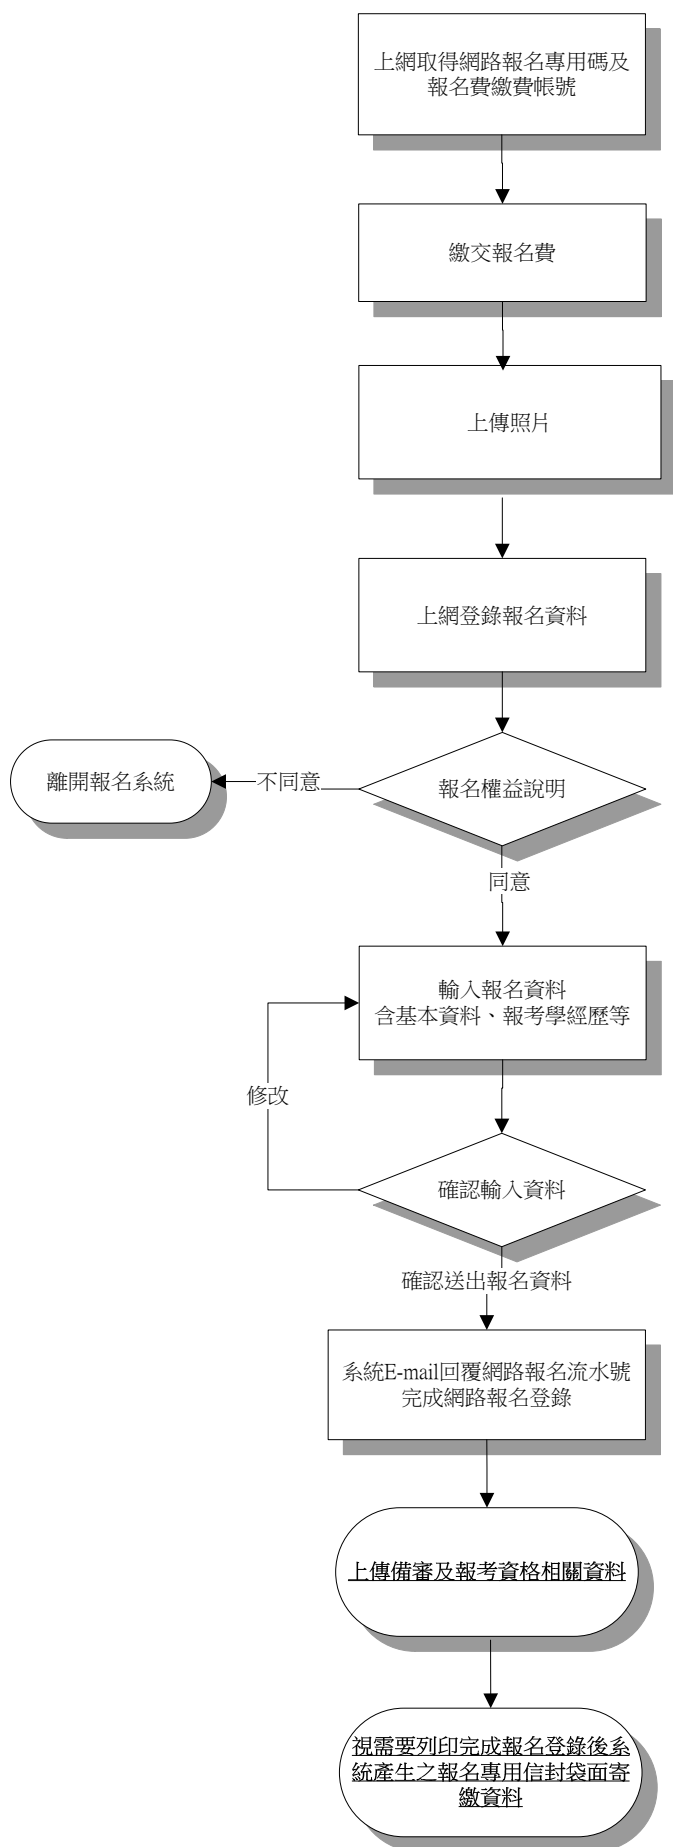 上網取得網路報名專用碼及
報名費繳費帳號
繳交報名費
上傳照片
上網登錄報名資料
離開報名系統
不同意
報名權益說明
同意
輸入報名資料
含基本資料、報考學經歷等
修改
確認輸入資料
確認送出報名資料
系統E-mail回覆網路報名流水號
完成網路報名登錄
上傳備審及報考資格相關資料
視需要列印完成報名登錄後系
統產生之報名專用信封袋面寄
繳資料